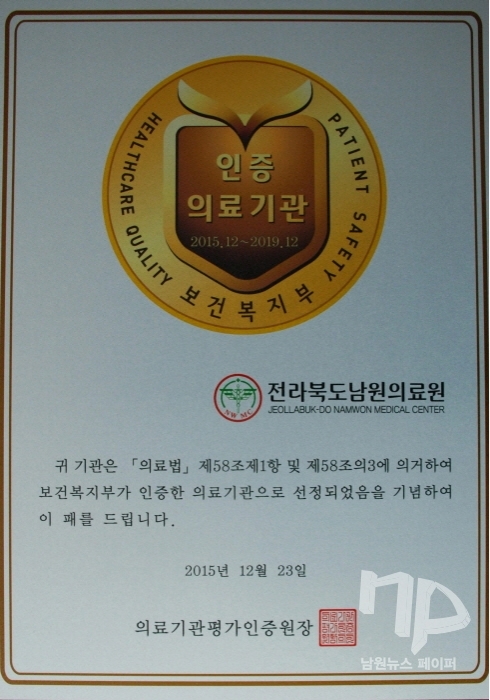 HEALTHCARE QUALITY
PATIENT SAFETY
인증
의료기관
2015.12~2019.12
보건복지부
전라북도남원의료원
JEOLLABUK-DO NAMWON MEDICAL CENTER
귀 기관은 「의료법」 제58조제1항 및 제58조의3에 의거하여
보건복지부가 인증한 의료기관으로 선정되었음을 기념하여
이 패를 드립니다.
2015년 12월 23일
의료기관평가인증원장
np
남원뉴스 페이퍼